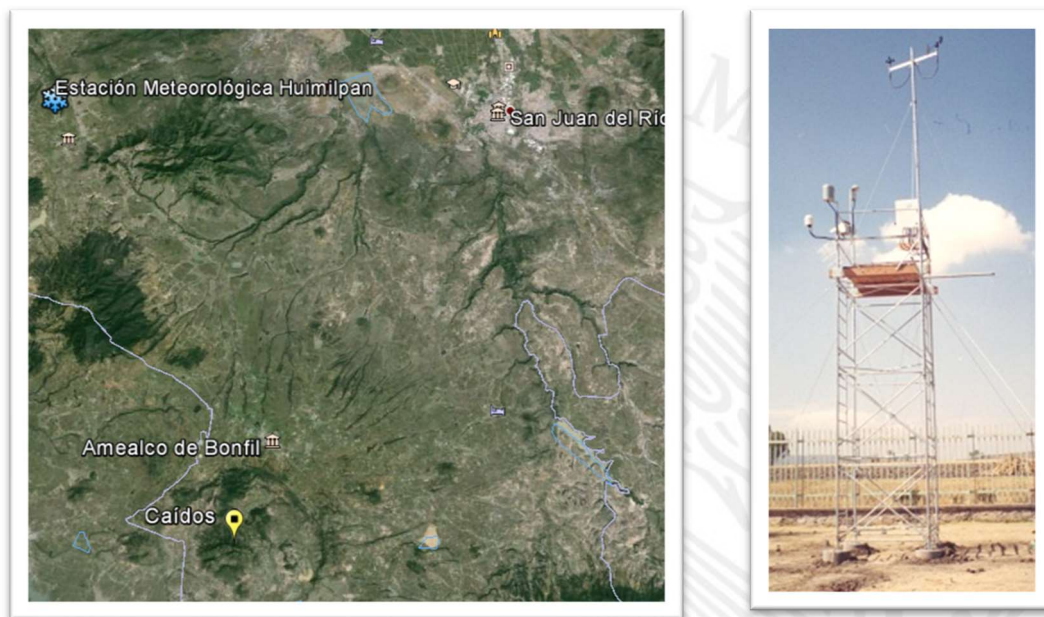 Estación Meteorológica Huimilpan
San Juan del Río
Amealco de Bonfil
Caídos